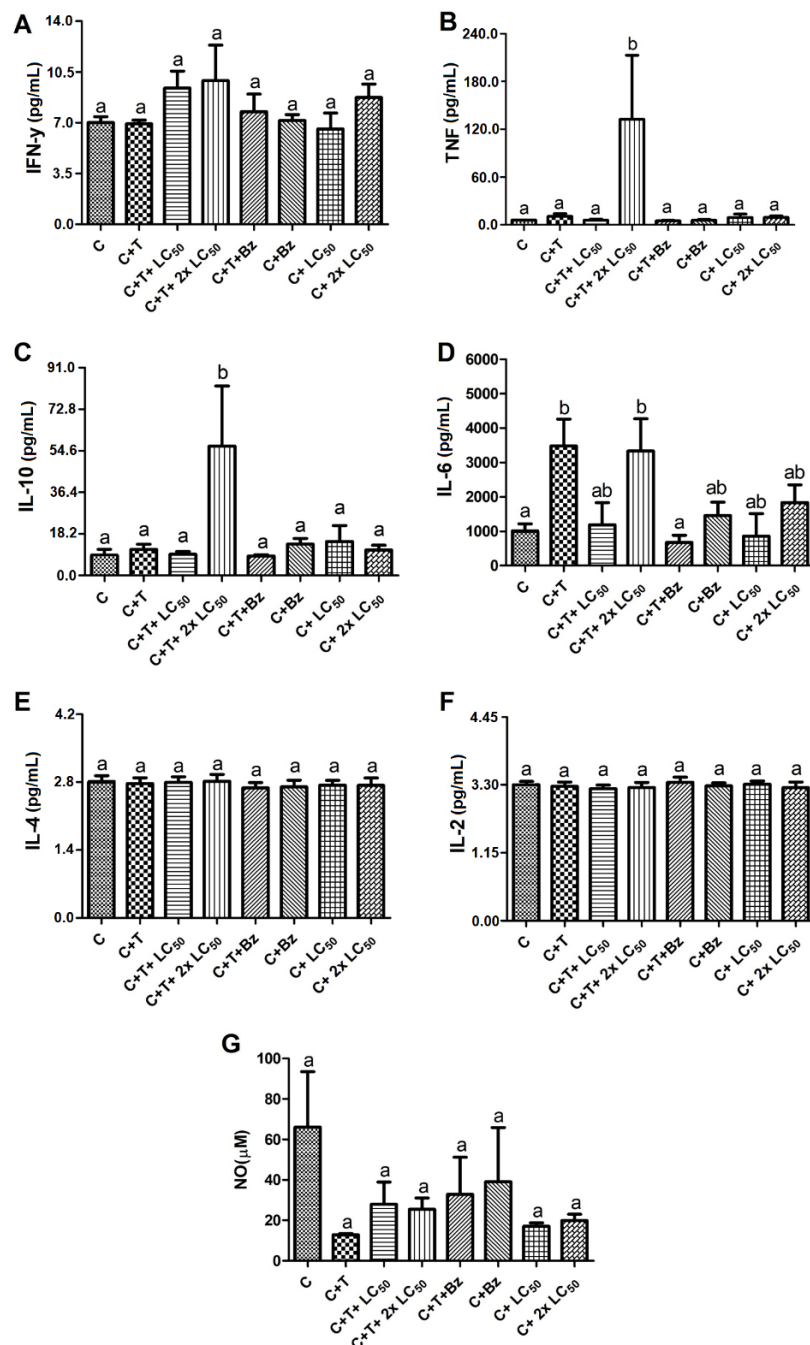 A
IFN-y (pg/mL)
14.0
10.5
7.0
3.5
0.0
a a a a a a a a
C C+T C+T+ LC50 C+T+ 2x LC50 C+T+Bz C+Bz C+ LC50 C+ 2x LC50
B
TNF (pg/mL)
240.0
180.0
120.0
60.0
0.0
a a a b a a a a
C C+T C+T+ LC50 C+T+ 2x LC50 C+T+Bz C+Bz C+ LC50 C+ 2x LC50
C
IL-10 (pg/mL)
91.0
72.8
54.6
36.4
18.2
0.0
a a a b a a a a
C C+T C+T+ LC50 C+T+ 2x LC50 C+T+Bz C+Bz C+ LC50 C+ 2x LC50
D
IL-6 (pg/mL)
6000
5000
4000
3000
2000
1000
0
a b ab b a ab ab ab
C C+T C+T+ LC50 C+T+ 2x LC50 C+T+Bz C+Bz C+ LC50 C+ 2x LC50
E
IL-4 (pg/mL)
4.2
2.8
1.4
0.0
a a a a a a a a
C C+T C+T+ LC50 C+T+ 2x LC50 C+T+Bz C+Bz C+ LC50 C+ 2x LC50
F
IL-2 (pg/mL)
4.45
3.30
1.15
0.00
a a a a a a a a
C C+T C+T+ LC50 C+T+ 2x LC50 C+T+Bz C+Bz C+ LC50 C+ 2x LC50
G
NO(μM)
100
80
60
40
20
0
a a a a a a a a
C C+T C+T+ LC50 C+T+ 2x LC50 C+T+Bz C+Bz C+ LC50 C+ 2x LC50